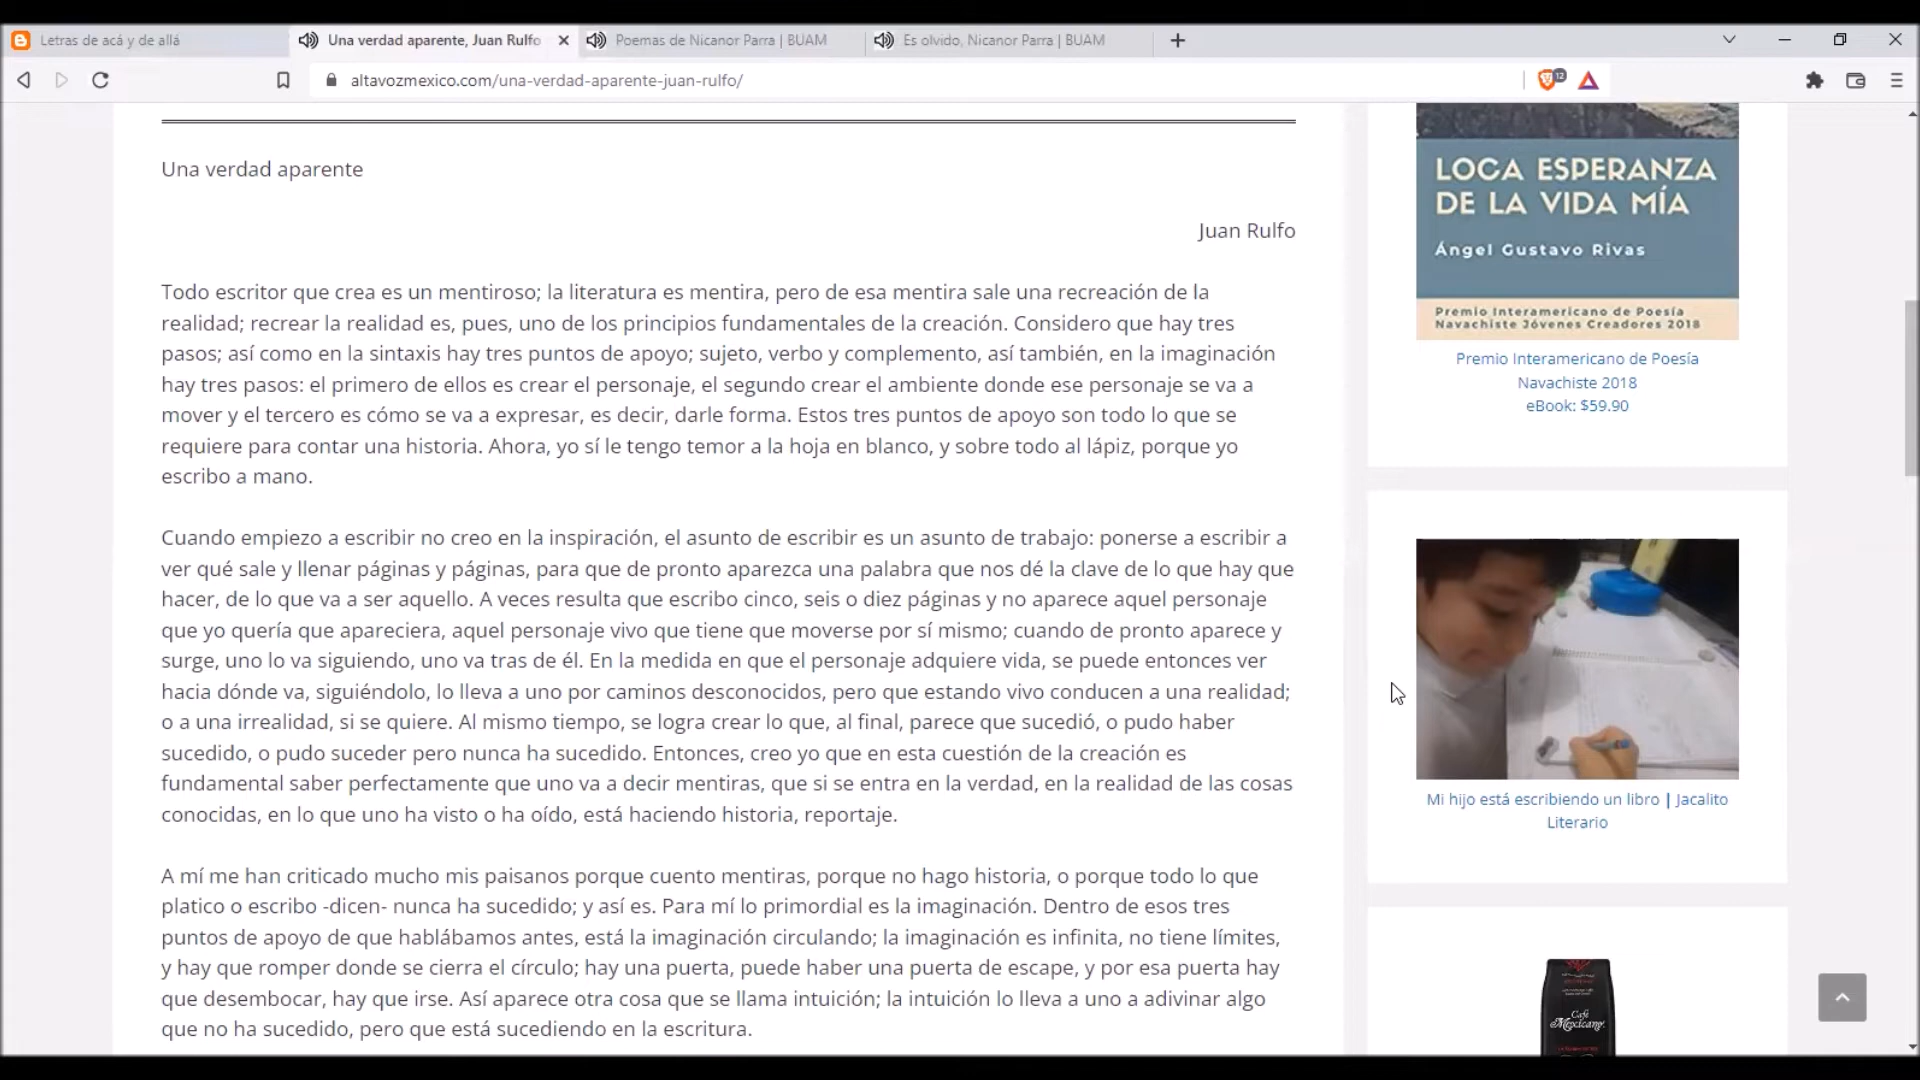 Letras de acá y de allá
Una verdad aparente, Juan Rulfo
Poemas de Nicanor Parra | BUAM
Es olvido, Nicanor Parra | BUAM
altavozmexico.com/una-verdad-aparente-juan-rulfo/
12
Una verdad aparente
Juan Rulfo
Todo escritor que crea es un mentiroso; la literatura es mentira, pero de esa mentira sale una recreación de la
realidad; recrear la realidad es, pues, uno de los principios fundamentales de la creación. Considero que hay tres
pasos; así como en la sintaxis hay tres puntos de apoyo; sujeto, verbo y complemento, así también, en la imaginación
hay tres pasos: el primero de ellos es crear el personaje, el segundo crear el ambiente donde ese personaje se va a
mover y el tercero es cómo se va a expresar, es decir, darle forma. Estos tres puntos de apoyo son todo lo que se
requiere para contar una historia. Ahora, yo sí le tengo temor a la hoja en blanco, y sobre todo al lápiz, porque yo
escribo a mano.
Cuando empiezo a escribir no creo en la inspiración, el asunto de escribir es un asunto de trabajo: ponerse a escribir a
ver qué sale y llenar páginas y páginas, para que de pronto aparezca una palabra que nos dé la clave de lo que hay que
hacer, de lo que va a ser aquello. A veces resulta que escribo cinco, seis o diez páginas y no aparece aquel personaje
que yo quería que apareciera, aquel personaje vivo que tiene que moverse por sí mismo; cuando de pronto aparece y
surge, uno lo va siguiendo, uno va tras de él. En la medida en que el personaje adquiere vida, se puede entonces ver
hacia dónde va, siguiéndolo, lo lleva a uno por caminos desconocidos, pero que estando vivo conducen a una realidad;
o a una irrealidad, si se quiere. Al mismo tiempo, se logra crear lo que, al final, parece que sucedió, o pudo haber
sucedido, o pudo suceder pero nunca ha sucedido. Entonces, creo yo que en esta cuestión de la creación es
fundamental saber perfectamente que uno va a decir mentiras, que si se entra en la verdad, en la realidad de las cosas
conocidas, en lo que uno ha visto o ha oído, está haciendo historia, reportaje.
A mí me han criticado mucho mis paisanos porque cuento mentiras, porque no hago historia, o porque todo lo que
platico o escribo -dicen- nunca ha sucedido; y así es. Para mí lo primordial es la imaginación. Dentro de esos tres
puntos de apoyo de que hablábamos antes, está la imaginación circulando; la imaginación es infinita, no tiene límites,
y hay que romper donde se cierra el círculo; hay una puerta, puede haber una puerta de escape, y por esa puerta hay
que desembocar, hay que irse. Así aparece otra cosa que se llama intuición; la intuición lo lleva a uno a adivinar algo
que no ha sucedido, pero que está sucediendo en la escritura.
LOCA ESPERANZA
DE LA VIDA MÍA
Ángel Gustavo Rivas
Premio Interamericano de Poesía
Navachiste Jóvenes Creadores 2018
Premio Interamericano de Poesía
Navachiste 2018
eBook: $59.90
Mi hijo está escribiendo un libro | Jacalito
Literario
Café
Mexicano